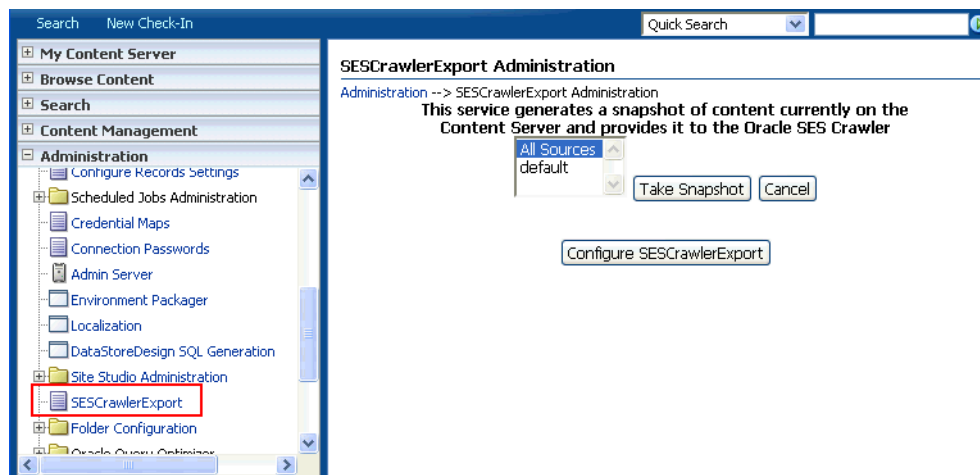 Search New Check-In
Quick Search
My Content Server
Browse Content
Search
Content Management
Administration
Configure Records Settings
Scheduled Jobs Administration
Credential Maps
Connection Passwords
Admin Server
Environment Packager
Localization
DataStoreDesign SQL Generation
Site Studio Administration
SESCrawlerExport
Folder Configuration
Oracle Query Optimizer
SESCrawlerExport Administration
Administration --> SESCrawlerExport Administration
This service generates a snapshot of content currently on the
Content Server and provides it to the Oracle SES Crawler
All Sources
default
Take Snapshot Cancel
Configure SESCrawlerExport